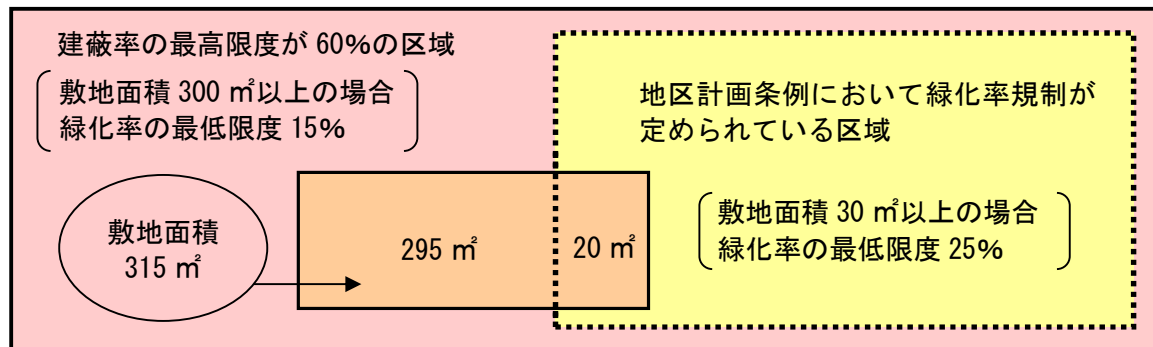 建蔽率の最高限度が 60%の区域
敷地面積 300 ㎡以上の場合
緑化率の最低限度 15%
地区計画条例において緑化率規制が
定められている区域
敷地面積 30 ㎡以上の場合
緑化率の最低限度 25%
敷地面積
315 ㎡
295 ㎡
20 ㎡